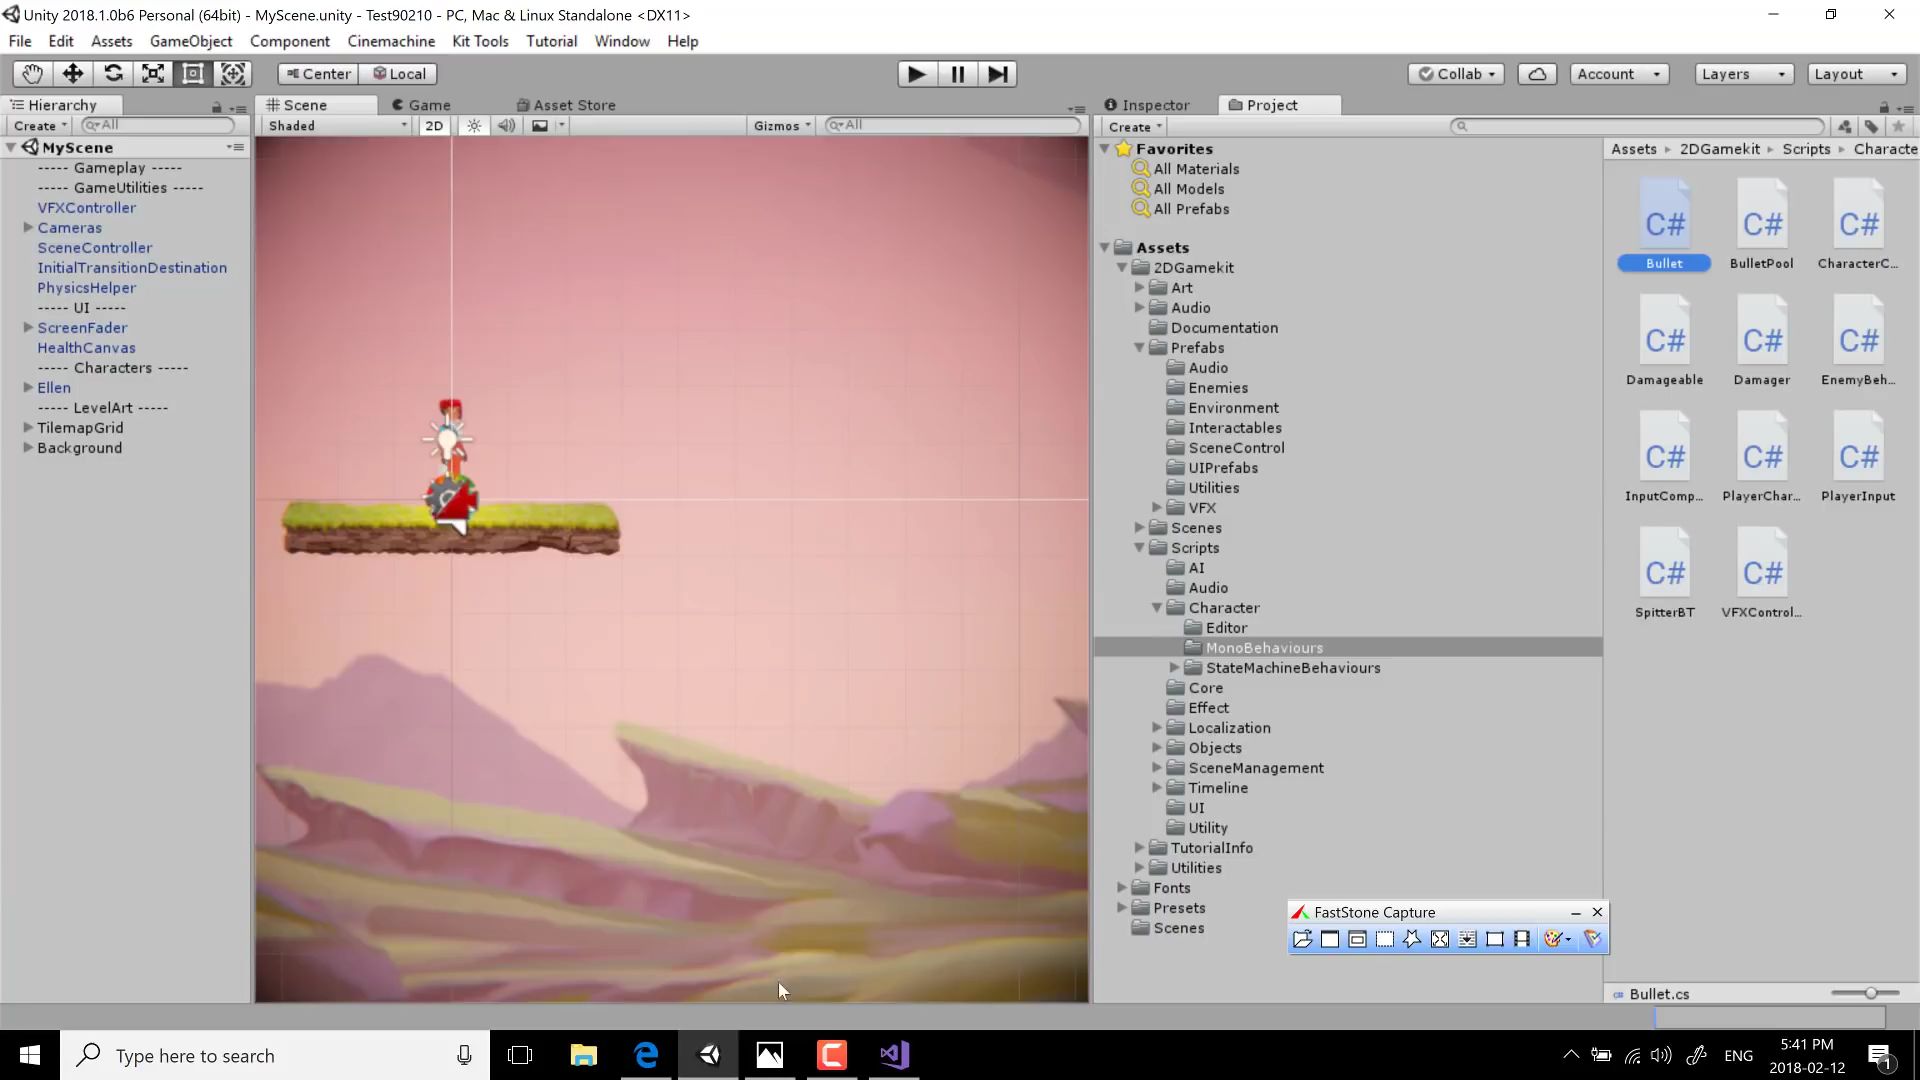 Unity 2018.1.0b6 Personal (64bit) - MyScene.unity - Test90210 - PC, Mac & Linux Standalone <DX11>
File Edit Assets GameObject Component Cinemachine Kit Tools Tutorial Window Help
Center Local Collab Account Layers Layout
Hierarchy
Create All
MyScene
----- Gameplay -----
----- GameUtilities -----
VFXController
Cameras
SceneController
InitialTransitionDestination
PhysicsHelper
----- UI -----
ScreenFader
HealthCanvas
----- Characters -----
Ellen
----- LevelArt -----
TilemapGrid
Background
Scene Game Asset Store
Shaded 2D Gizmos All
Inspector Project
Create
Favorites
All Materials
All Models
All Prefabs
Assets
2DGamekit
Art
Audio
Documentation
Prefabs
Audio
Enemies
Environment
Interactables
SceneControl
UIPrefabs
Utilities
VFX
Scenes
Scripts
AI
Audio
Character
Editor
MonoBehaviours
StateMachineBehaviours
Core
Effect
Localization
Objects
SceneManagement
Timeline
UI
Utility
TutorialInfo
Utilities
Fonts
Presets
Scenes
Assets 2DGamekit Scripts Characte
C# C# C#
Bullet BulletPool CharacterC...
C# C# C#
Damageable Damager EnemyBeh...
C# C# C#
InputComp... PlayerChar... PlayerInput
C# C#
SpitterBT VFXControl...
FastStone Capture
Bullet.cs
Type here to search
ENG
5:41 PM
2018-02-12
1